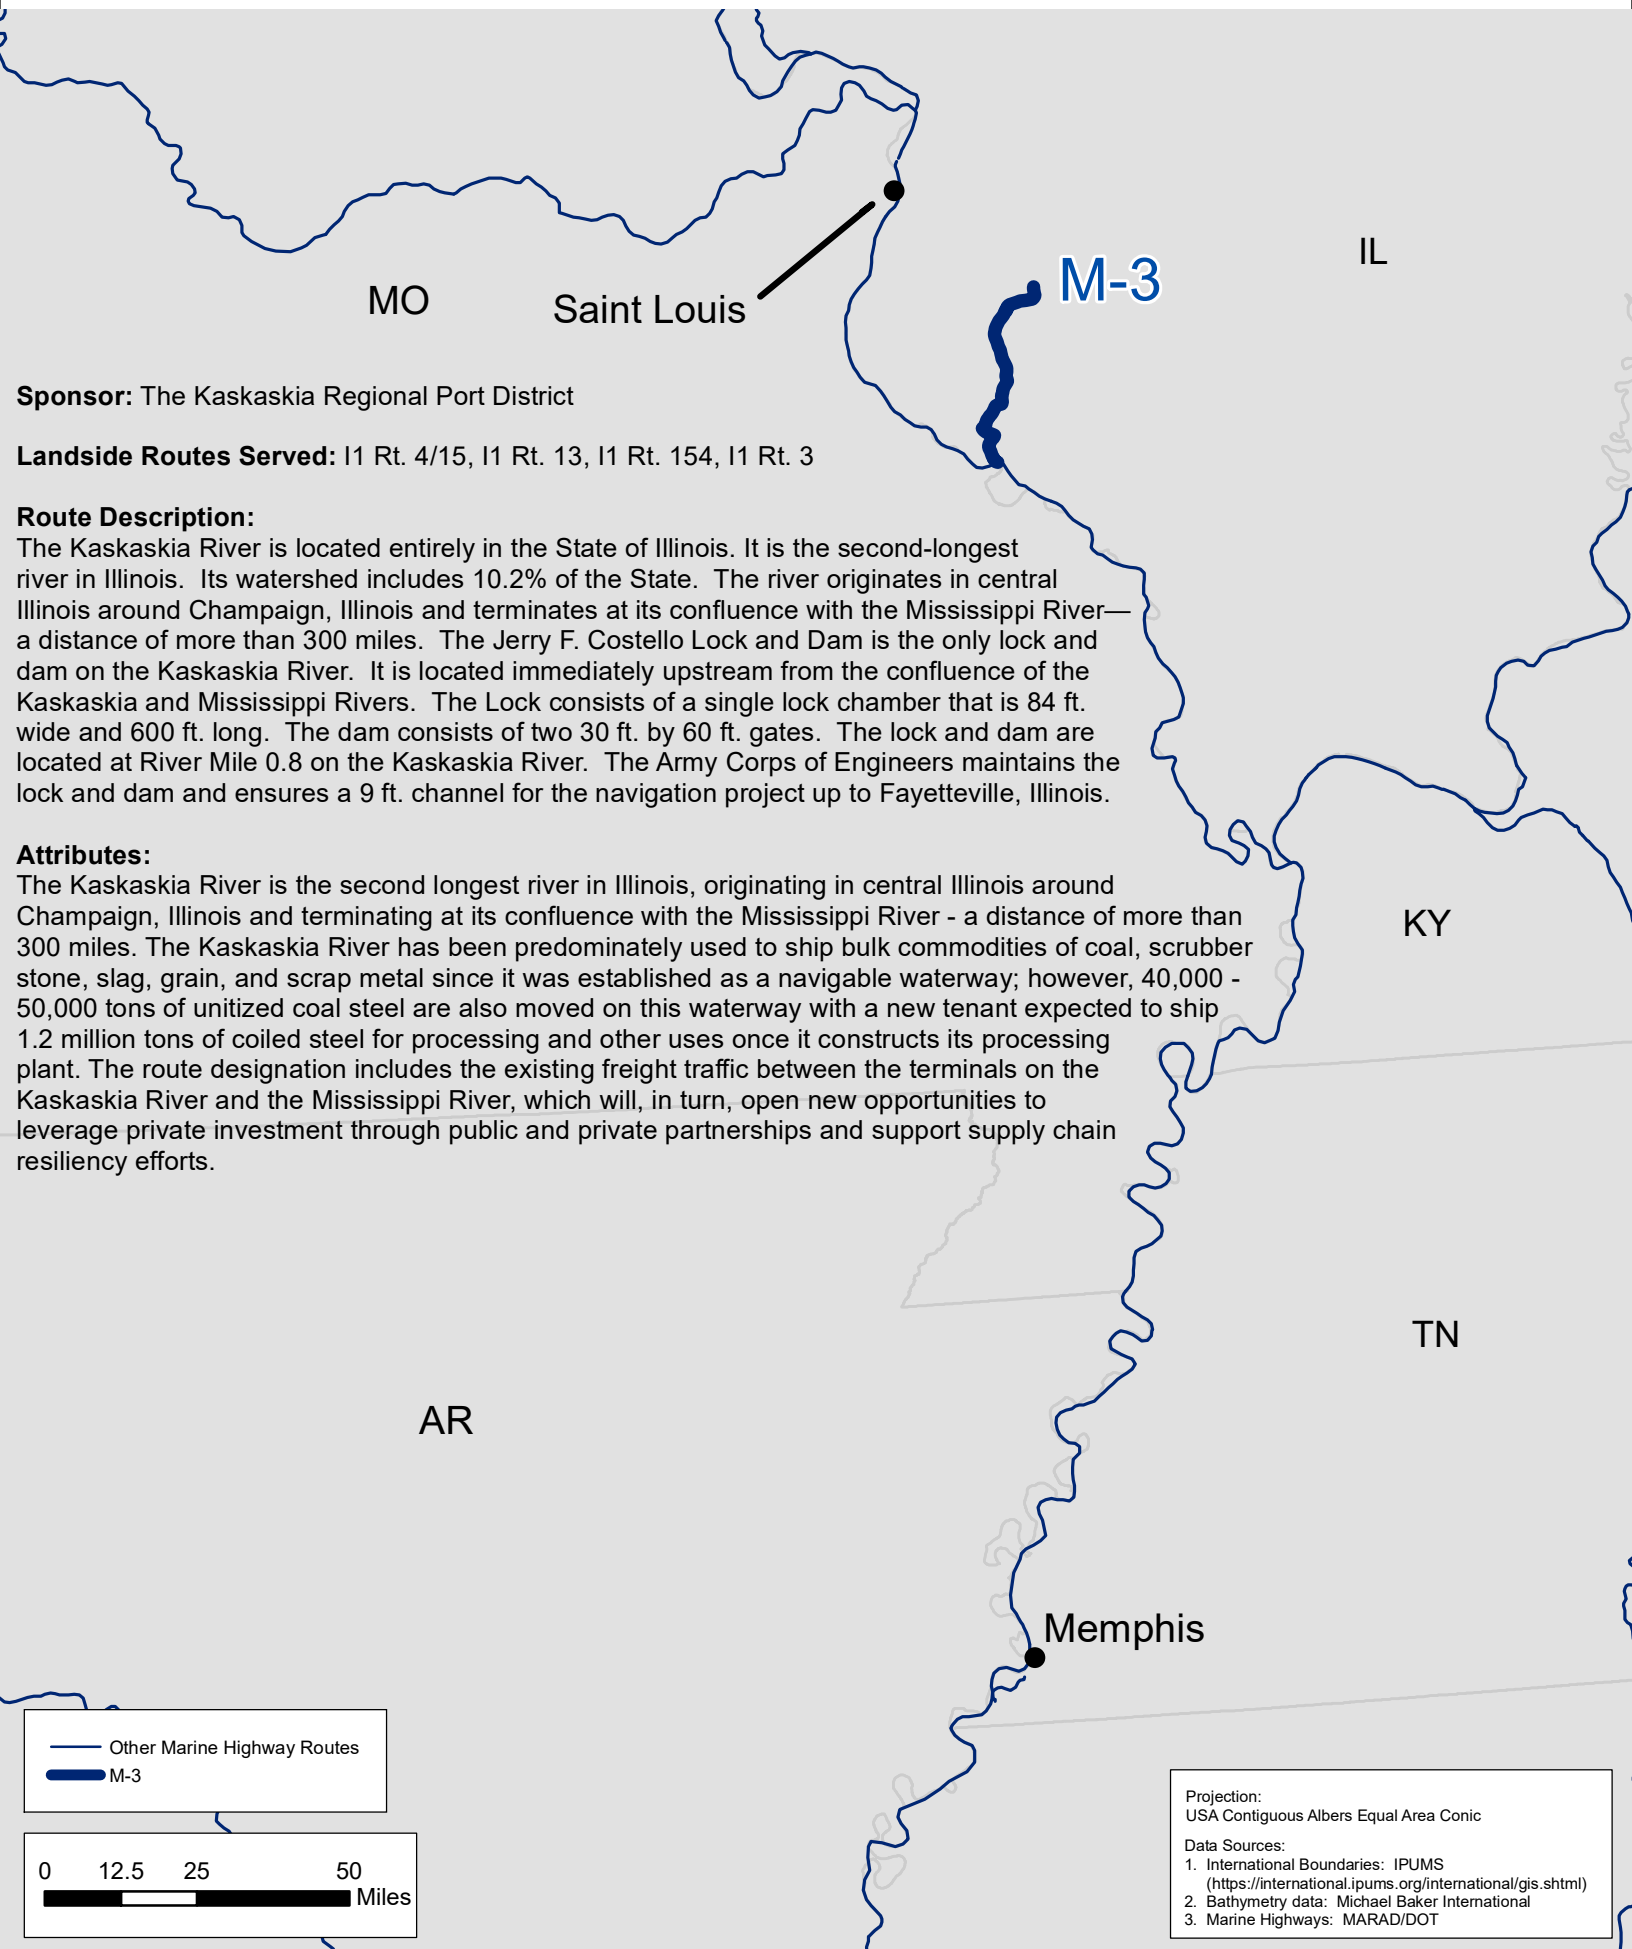 IL
M-3
MO
Saint Louis
Sponsor: The Kaskaskia Regional Port District
Landside Routes Served: I1 Rt. 4/15, I1 Rt. 13, I1 Rt. 154, I1 Rt. 3
Route Description:
The Kaskaskia River is located entirely in the State of Illinois. It is the second-longest
river in Illinois.  Its watershed includes 10.2% of the State.  The river originates in central
Illinois around Champaign, Illinois and terminates at its confluence with the Mississippi River—
a distance of more than 300 miles.  The Jerry F. Costello Lock and Dam is the only lock and
dam on the Kaskaskia River.  It is located immediately upstream from the confluence of the
Kaskaskia and Mississippi Rivers.  The Lock consists of a single lock chamber that is 84 ft.
wide and 600 ft. long.  The dam consists of two 30 ft. by 60 ft. gates.  The lock and dam are
located at River Mile 0.8 on the Kaskaskia River.  The Army Corps of Engineers maintains the
lock and dam and ensures a 9 ft. channel for the navigation project up to Fayetteville, Illinois.
Attributes:
The Kaskaskia River is the second longest river in Illinois, originating in central Illinois around
Champaign, Illinois and terminating at its confluence with the Mississippi River - a distance of more than
300 miles. The Kaskaskia River has been predominately used to ship bulk commodities of coal, scrubber
stone, slag, grain, and scrap metal since it was established as a navigable waterway; however, 40,000 -
50,000 tons of unitized coal steel are also moved on this waterway with a new tenant expected to ship
1.2 million tons of coiled steel for processing and other uses once it constructs its processing
plant. The route designation includes the existing freight traffic between the terminals on the
Kaskaskia River and the Mississippi River, which will, in turn, open new opportunities to
leverage private investment through public and private partnerships and support supply chain
resiliency efforts.
KY
TN
AR
Memphis
Other Marine Highway Routes
M-3
0 12.5 25 50
Miles
Projection:
USA Contiguous Albers Equal Area Conic
Data Sources:
1. International Boundaries:  IPUMS
(https://international.ipums.org/international/gis.shtml)
2. Bathymetry data:  Michael Baker International
3. Marine Highways:  MARAD/DOT